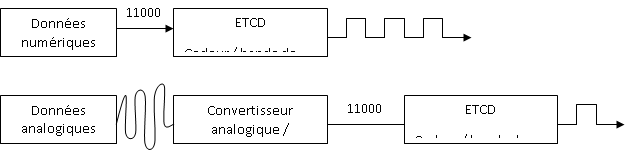 11000
Données
numériques
ETCD
Données
analogiques
Convertisseur
analogique /
11000
ETCD